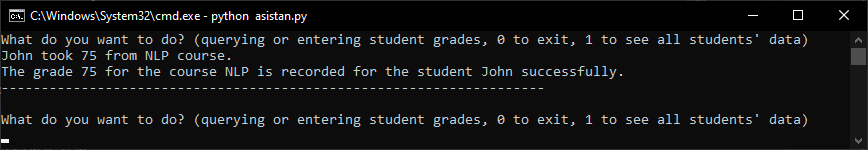 C:\Windows\System32\cmd.exe - python  asistan.py
What do you want to do? (querying or entering student grades, 0 to exit, 1 to see all students' data)
John took 75 from NLP course.
The grade 75 for the course NLP is recorded for the student John successfully.
--------------------------------------------------------------------
What do you want to do? (querying or entering student grades, 0 to exit, 1 to see all students' data)